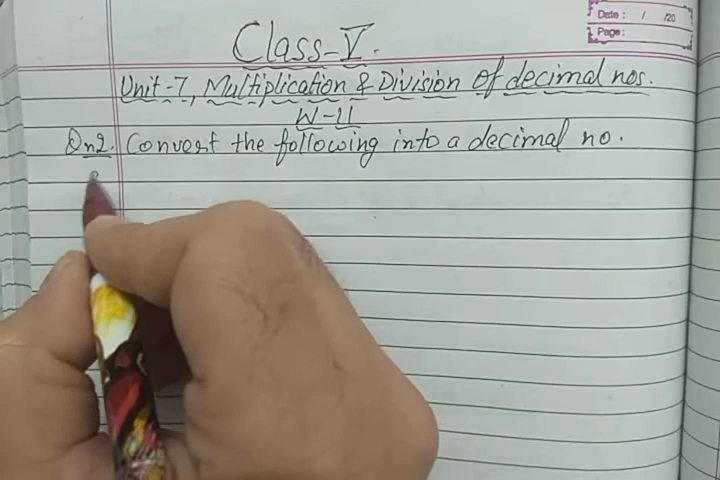 Date : / /20
Page:
Class-V.
Unit-7, Multiplication & Division of decimal nos.
W-11
Qn2. Convert the following into a decimal no.